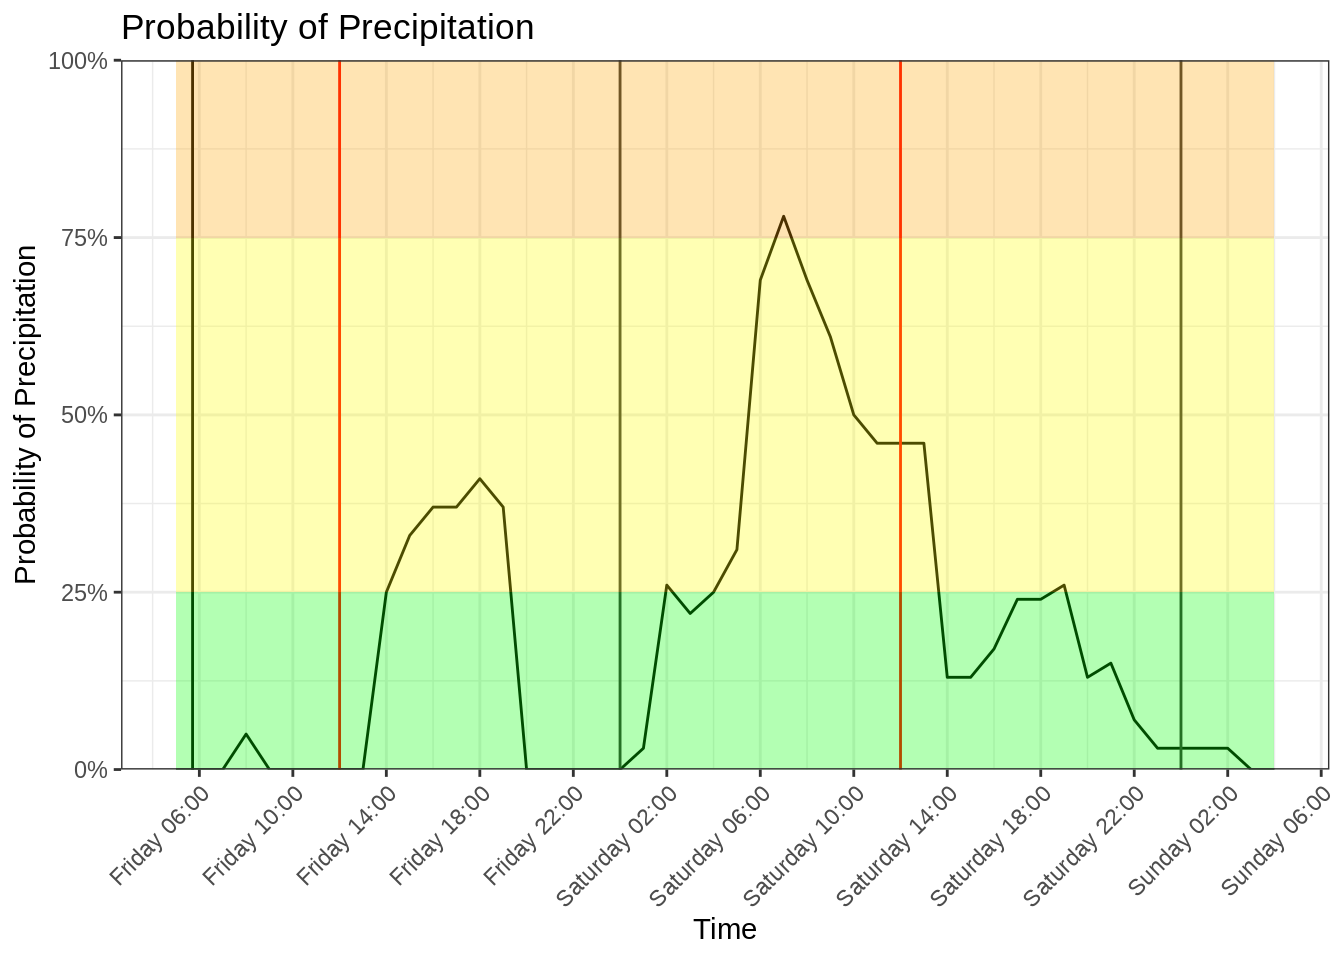 Probability of Precipitation
Probability of Precipitation
100%
75%
50%
25%
0%
Friday 06:00
Friday 10:00
Friday 14:00
Friday 18:00
Friday 22:00
Saturday 02:00
Saturday 06:00
Saturday 10:00
Saturday 14:00
Saturday 18:00
Saturday 22:00
Sunday 02:00
Sunday 06:00
Time